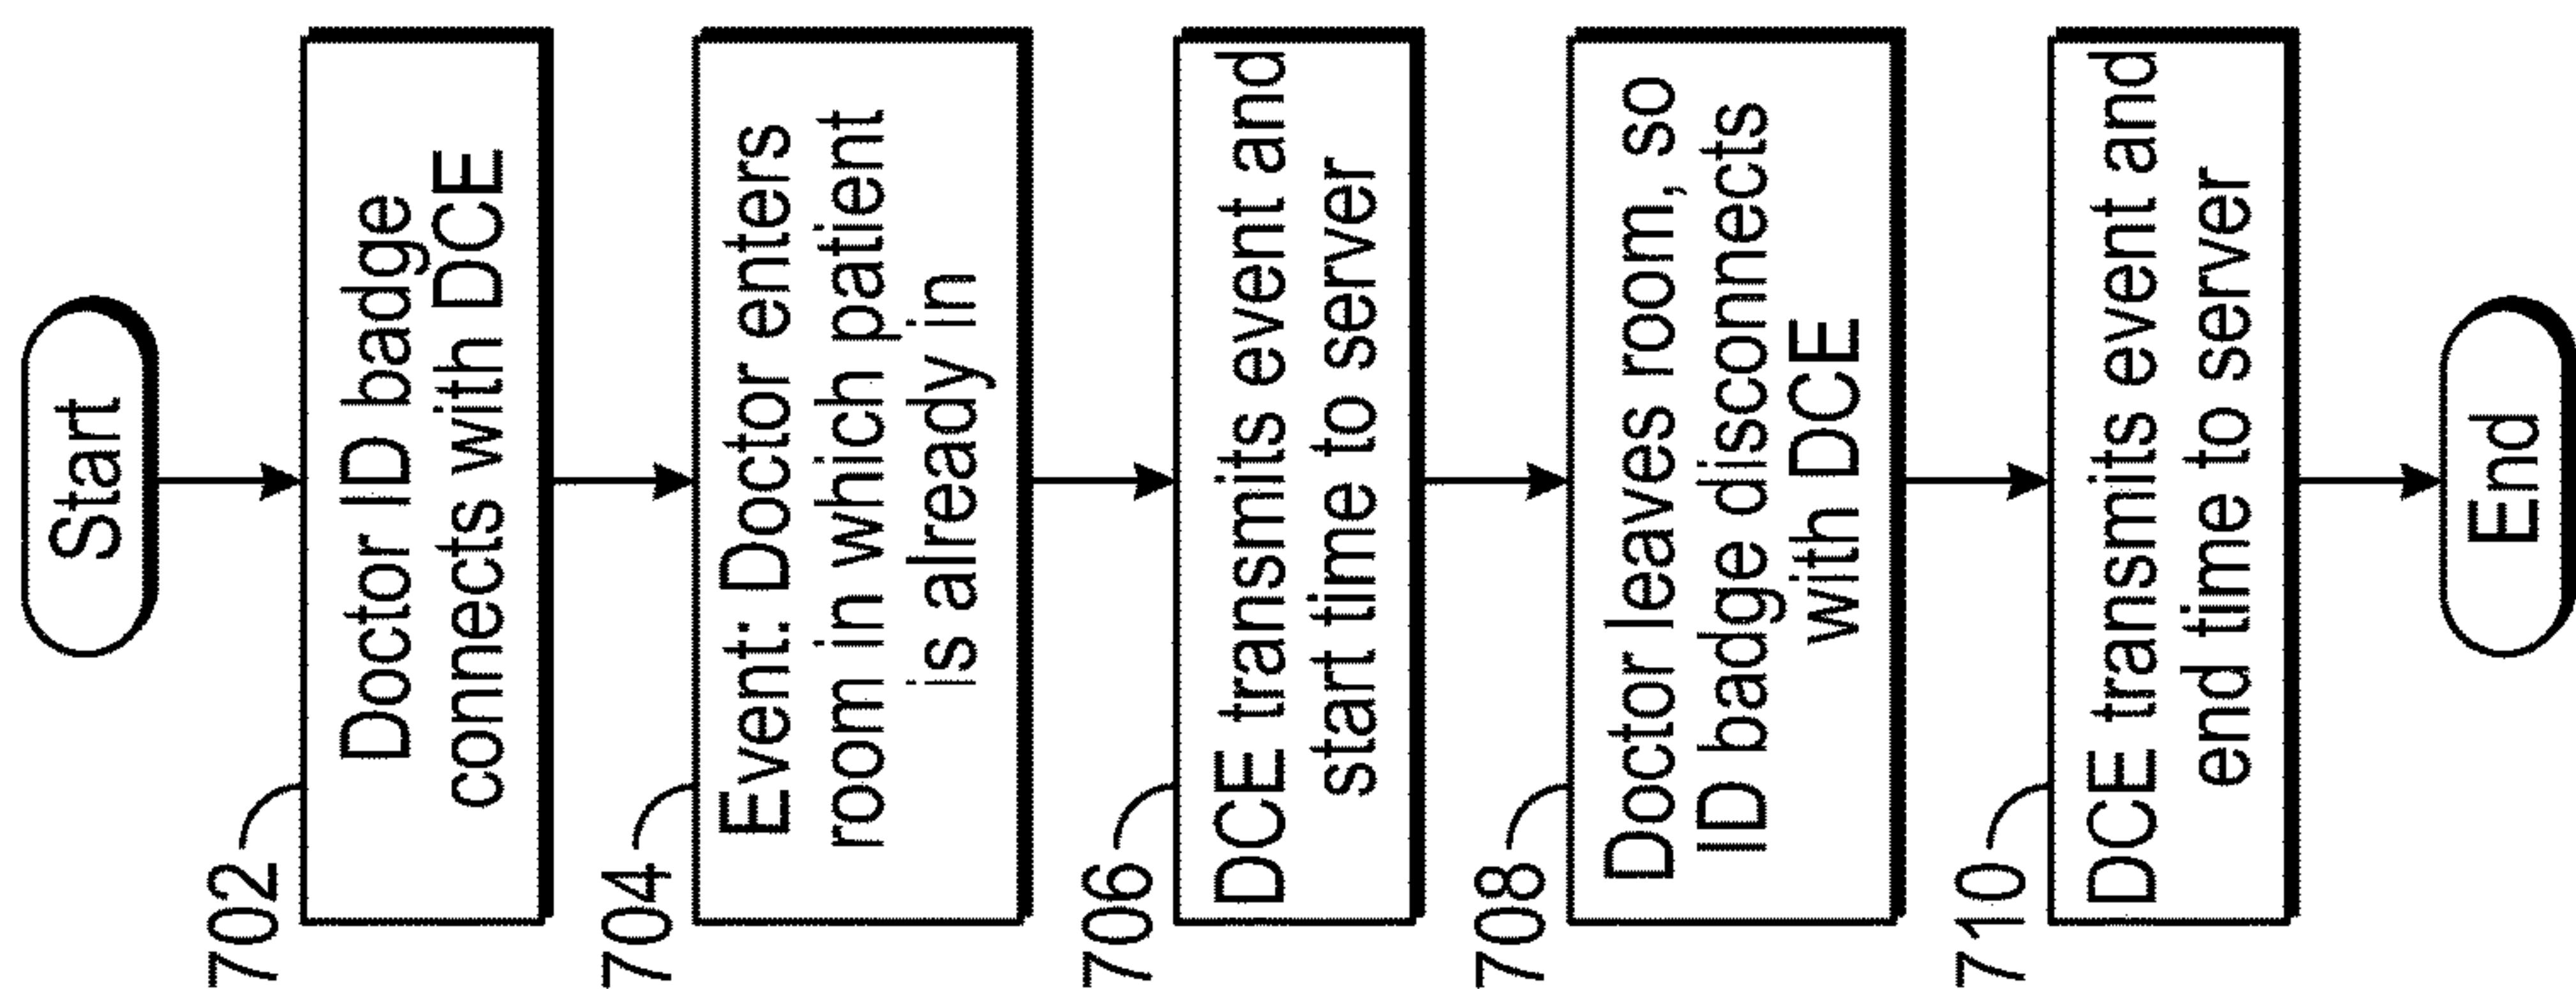 Start
702
Doctor ID badge
connects with DCE
704
Event: Doctor enters
room in which patient
is already in
706
DCE transmits event and
start time to server
708
Doctor leaves room, so
ID badge disconnects
with DCE
710
DCE transmits event and
end time to server
End